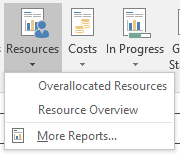 Resources
Costs
In Progress
G
S
Overallocated Resources
Resource Overview
More Reports...